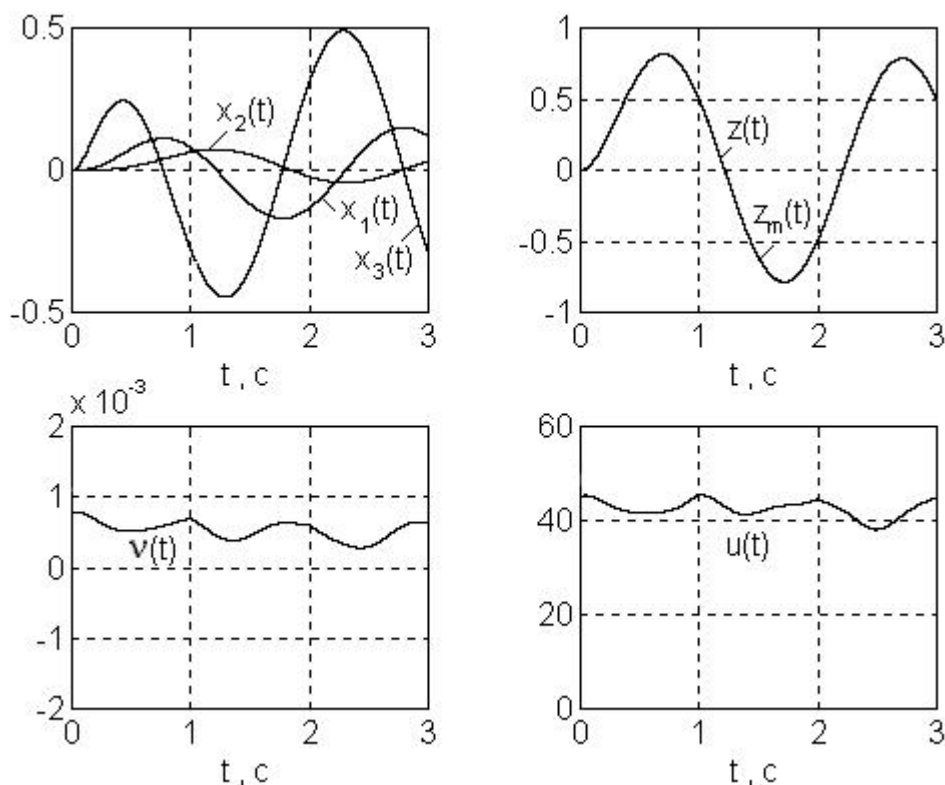 0.5
0
-0.5
x₂(t)
x₁(t)
x₃(t)
0 1 2 3
t , c
1
0.5
0
-0.5
-1
z(t)
zₘ(t)
0 1 2 3
t , c
x 10⁻³
2
1
0
-1
-2
ν(t)
0 1 2 3
t , c
60
40
20
0
u(t)
0 1 2 3
t , c